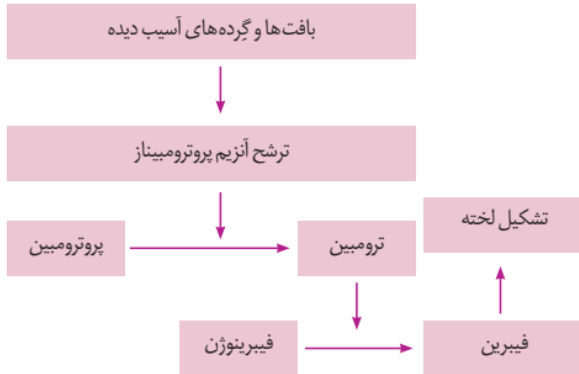 بافت‌ها و گِرده‌های آسیب دیده
ترشح آنزیم پروترومبیناز
تشکیل لخته
پروترومبین
ترومبین
فیبرینوژن
فیبرین